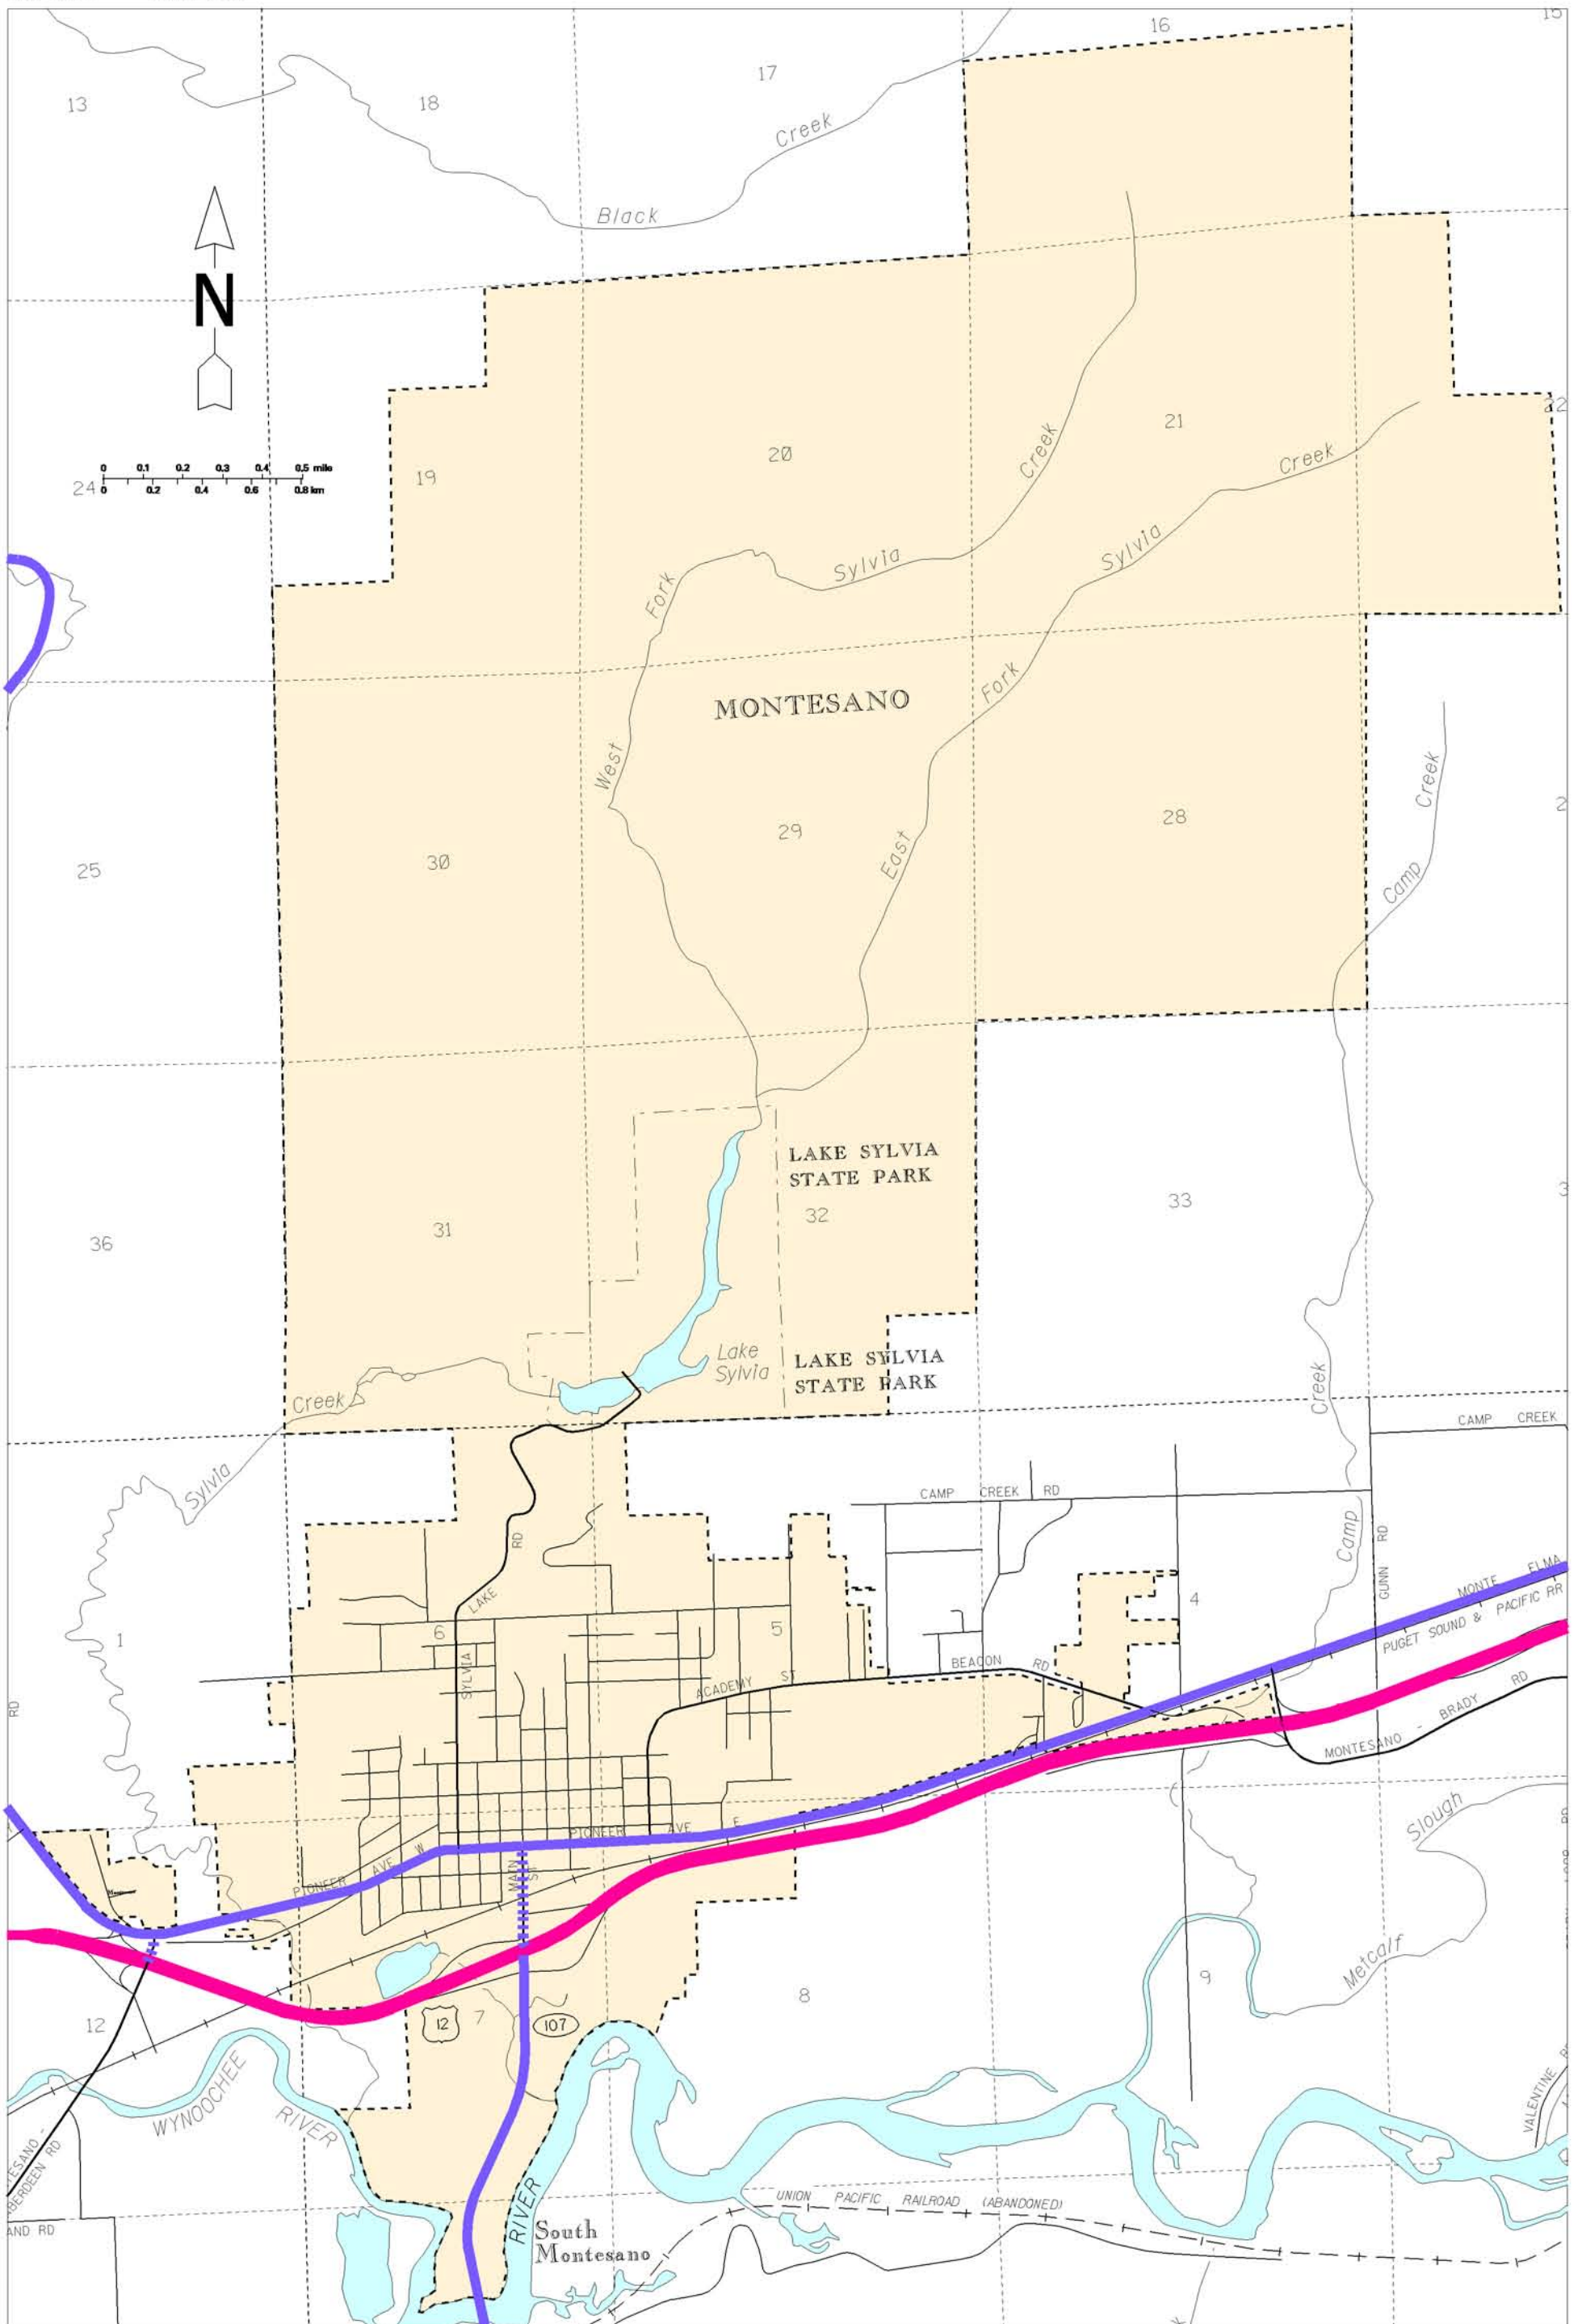 16
15
17
13
18
Creek
Black
N
22
21
20
Creek
Creek
0 0.1 0.2 0.3 0.4 0.5 mile
24
0 0.2 0.4 0.6 0.8 km
19
Sylvia
Sylvia
Fork
Fork
MONTESANO
West
Creek
28
29
East
30
25
Camp
LAKE SYLVIA
STATE PARK
33
32
31
36
Lake
Sylvia
LAKE SYLVIA
STATE PARK
Creek
Creek
CAMP CREEK
Sylvia
CAMP CREEK RD
Camp
RD
GUNN
RD
LAKE
SYLVIA
MONTE ELMA
PUGET SOUND & PACIFIC RR
4
5
6
1
BEACON RD
ACADEMY ST
RD
MONTESANO - BRADY RD
Slough
PIONEER AVE E
PIONEER AVE W
MAIN ST
Metcalf
9
8
7
12
107
12
WYNOOCHEE
RIVER
VALENTINE
RIVER
UNION PACIFIC RAILROAD (ABANDONED)
South
Montesano